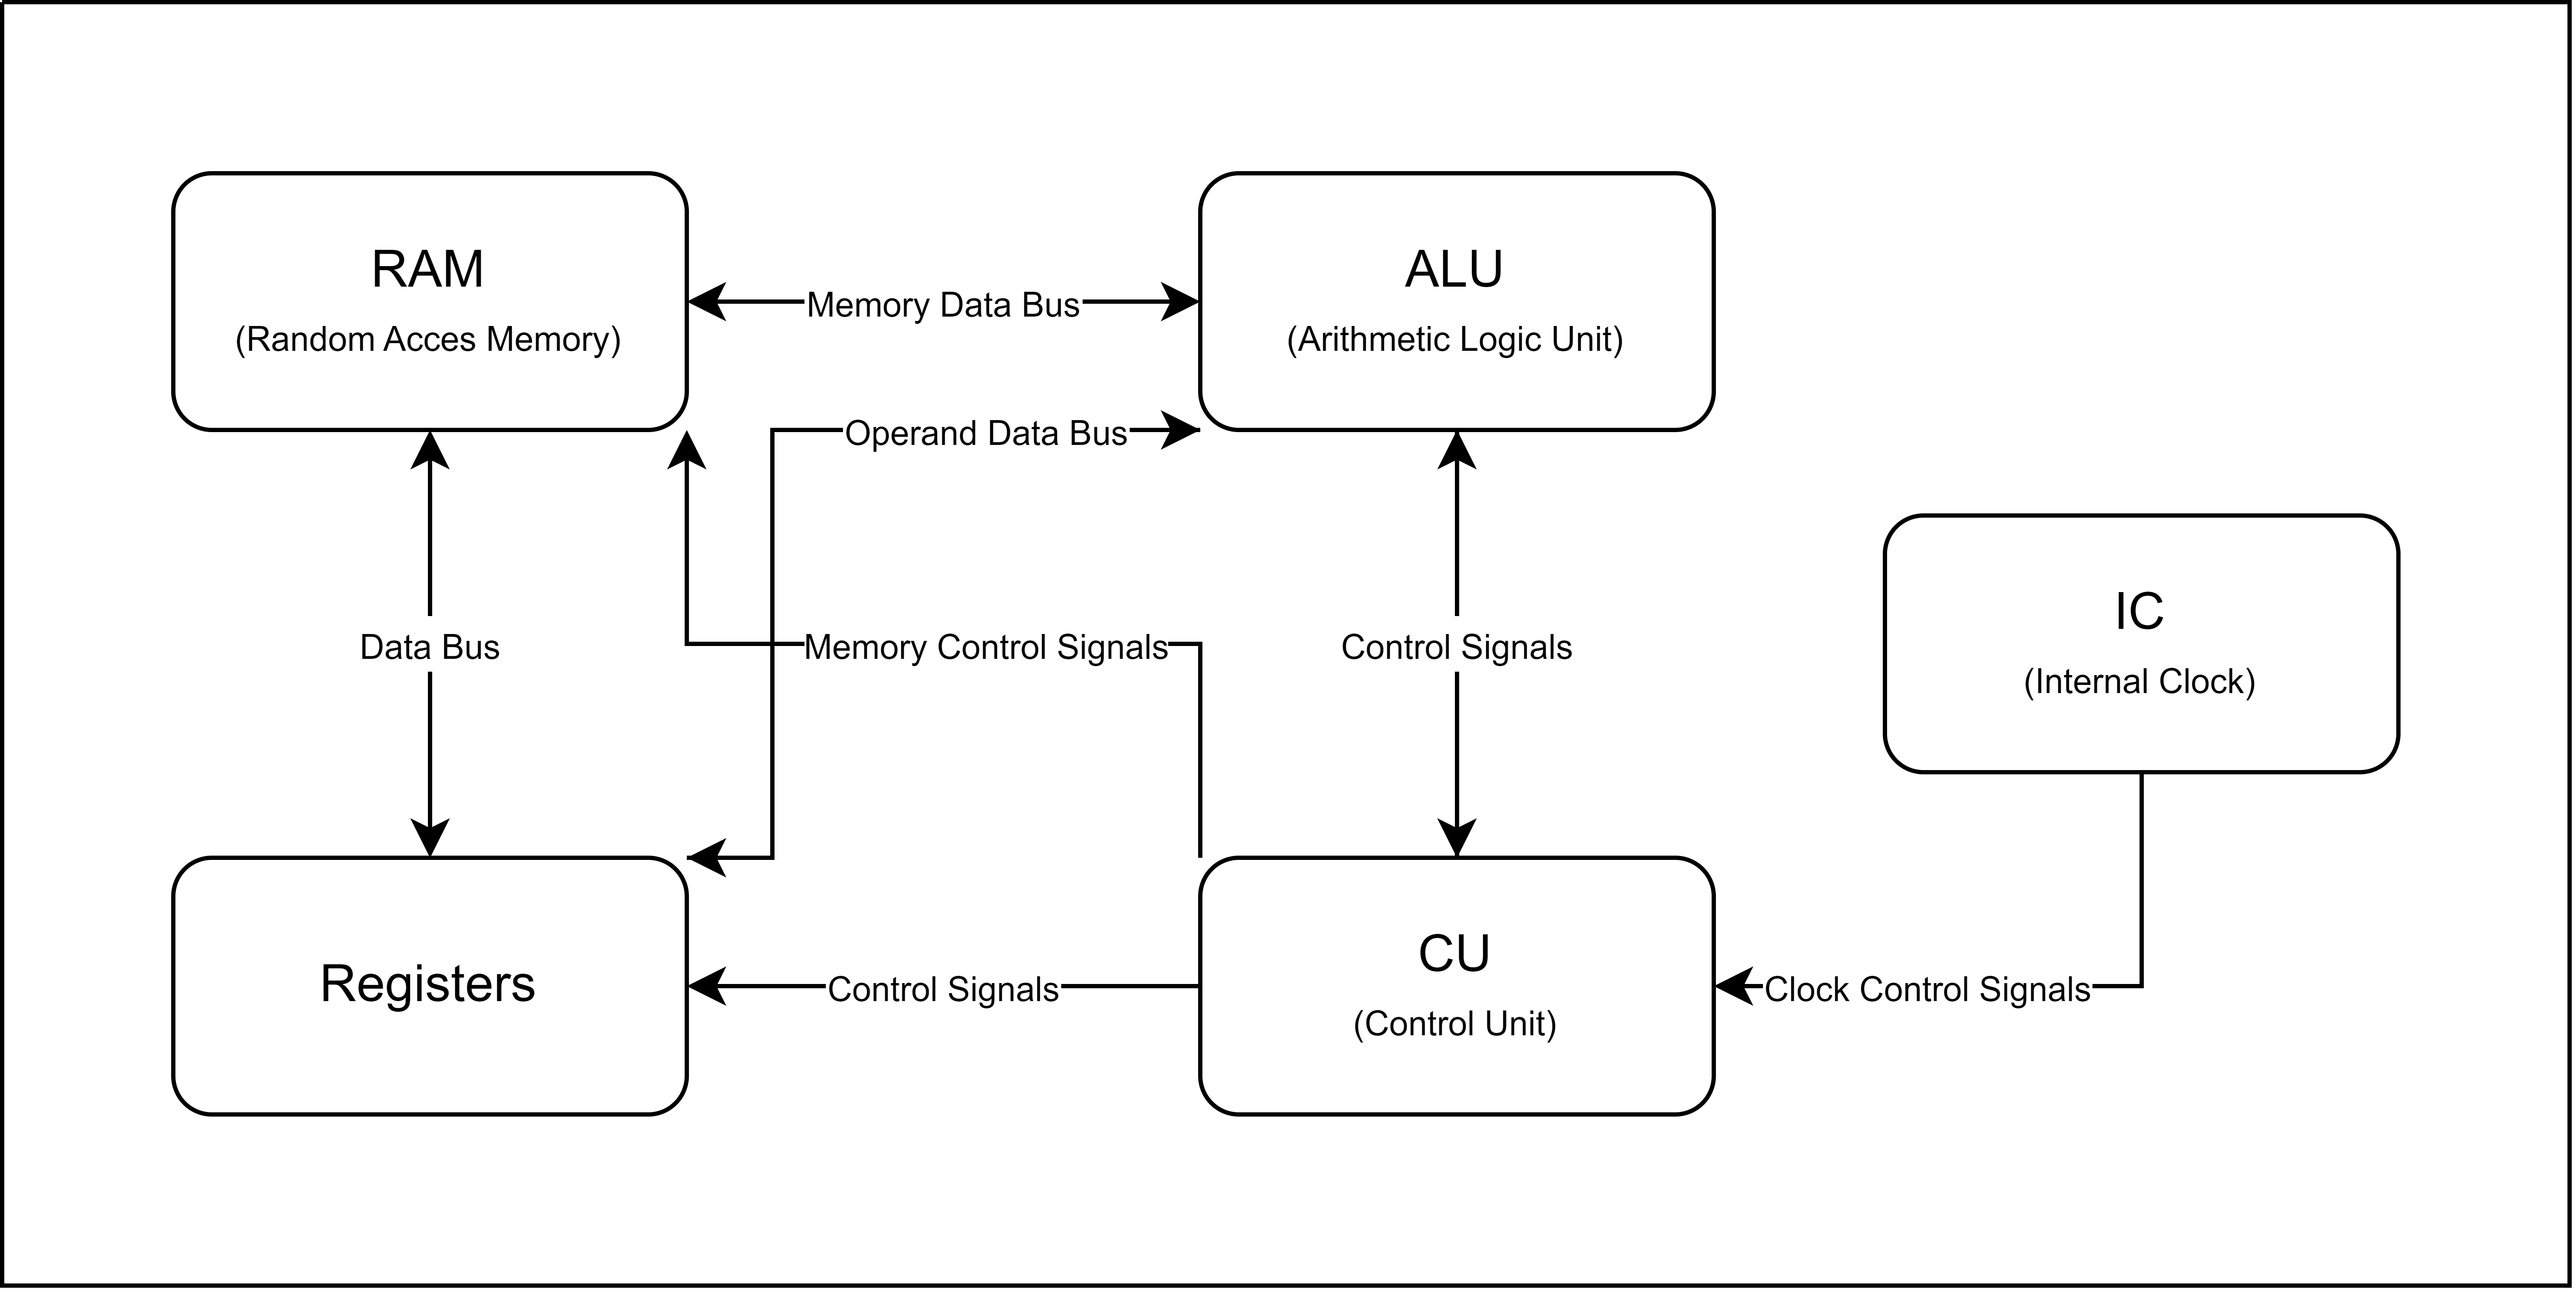 RAM
(Random Acces Memory)
Memory Data Bus
ALU
(Arithmetic Logic Unit)
Operand Data Bus
Data Bus
Memory Control Signals
Control Signals
IC
(Internal Clock)
Registers
Control Signals
CU
(Control Unit)
Clock Control Signals